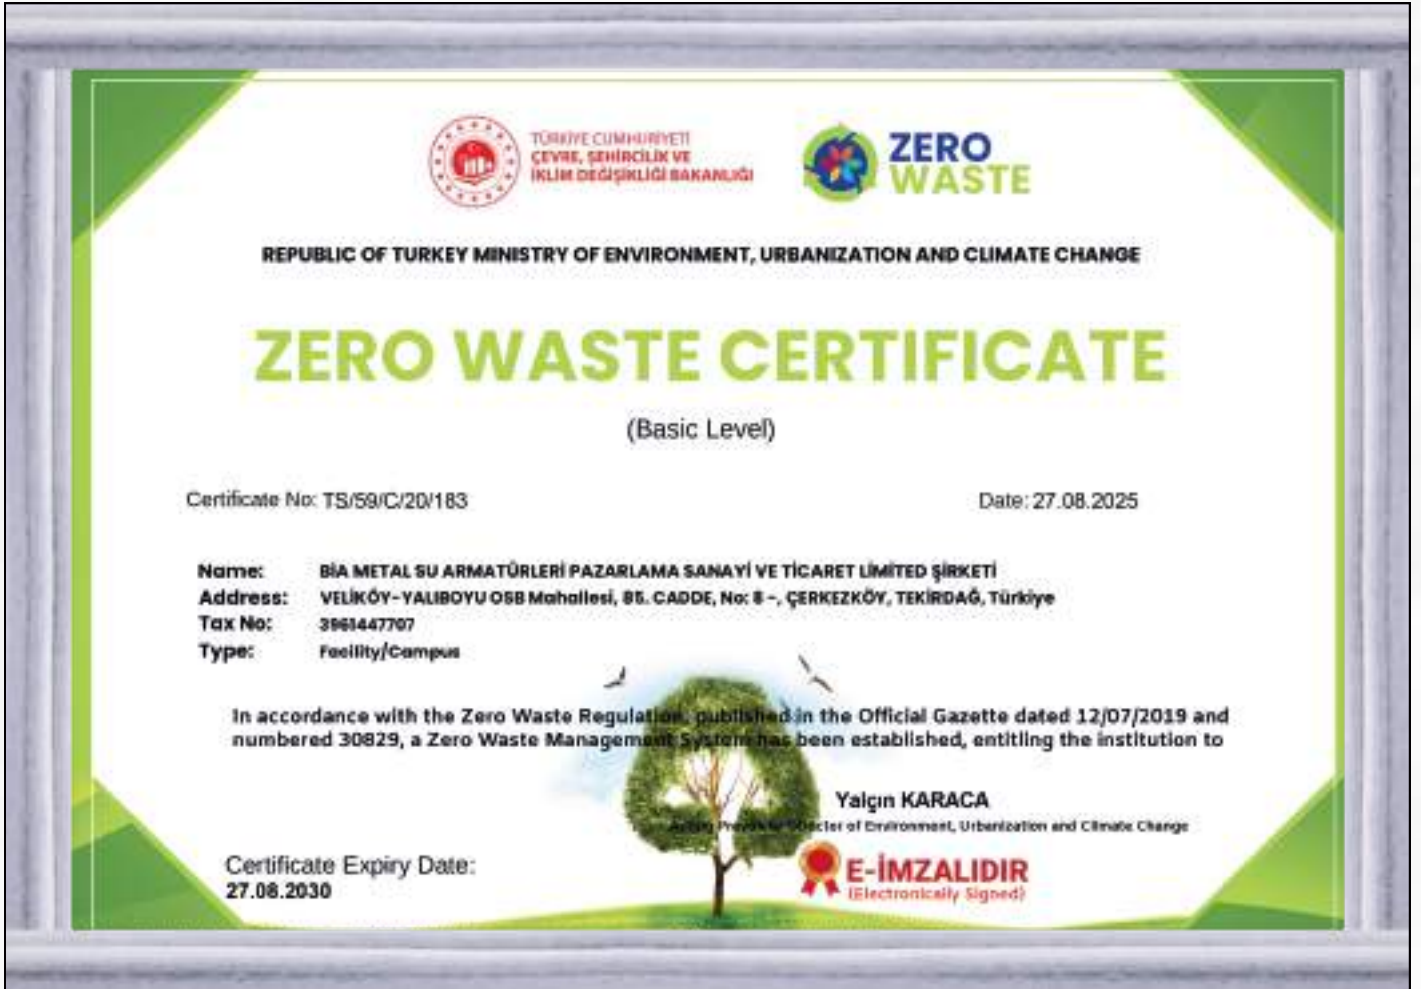 TÜRKİYE CUMHURİYETİ
ÇEVRE, ŞEHİRCİLİK VE
İKLİM DEĞİŞİKLİĞİ BAKANLIĞI
ZERO
WASTE
REPUBLIC OF TURKEY MINISTRY OF ENVIRONMENT, URBANIZATION AND CLIMATE CHANGE
ZERO WASTE CERTIFICATE
(Basic Level)
Certificate No: TS/59/C/20/183
Date: 27.08.2025
Name: BİA METAL SU ARMATÜRLERİ PAZARLAMA SANAYİ VE TİCARET LİMİTED ŞİRKETİ
Address: VELİKÖY-YALIBOYU OSB Mahallesi, 85. CADDE, No: 8 -, ÇERKEZKÖY, TEKİRDAĞ, Türkiye
Tax No: 3961447707
Type: Facility/Campus
In accordance with the Zero Waste Regulation, published in the Official Gazette dated 12/07/2019 and
numbered 30829, a Zero Waste Management System has been established, entitling the institution to
Yalçın KARACA
Director of Environment, Urbanization and Climate Change
Certificate Expiry Date:
27.08.2030
E-İMZALIDIR
(Electronically Signed)